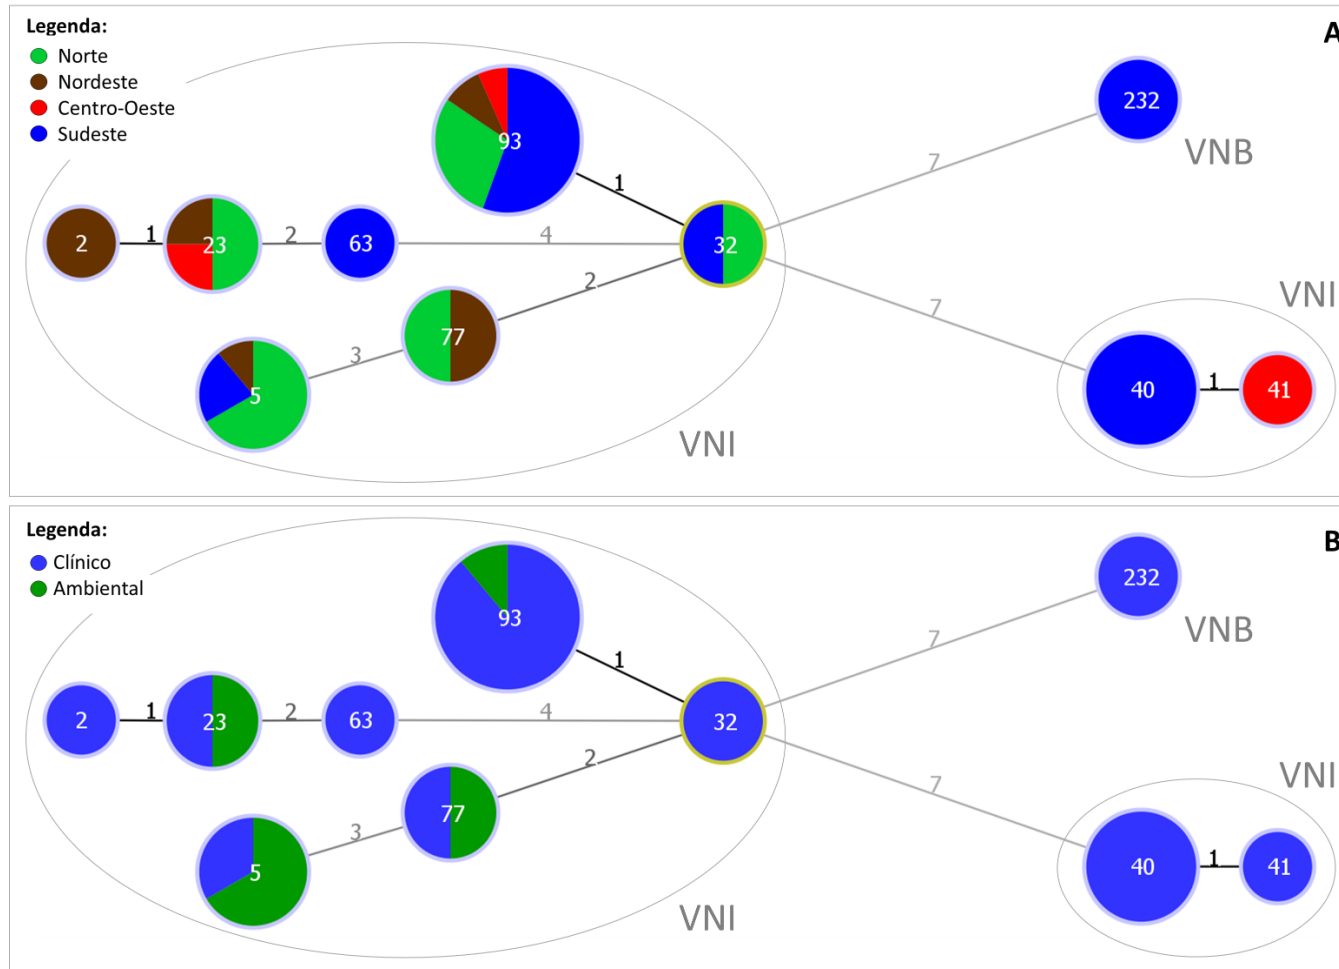 Legenda:
Norte
Nordeste
Centro-Oeste
Sudeste
A
93
232
VNB
7
1
2
1
23
2
63
4
32
2
77
3
5
VNI
7
VNI
40
1
41
Legenda:
Clínico
Ambiental
B
93
232
VNB
7
1
2
1
23
2
63
4
32
2
77
3
5
VNI
7
VNI
40
1
41